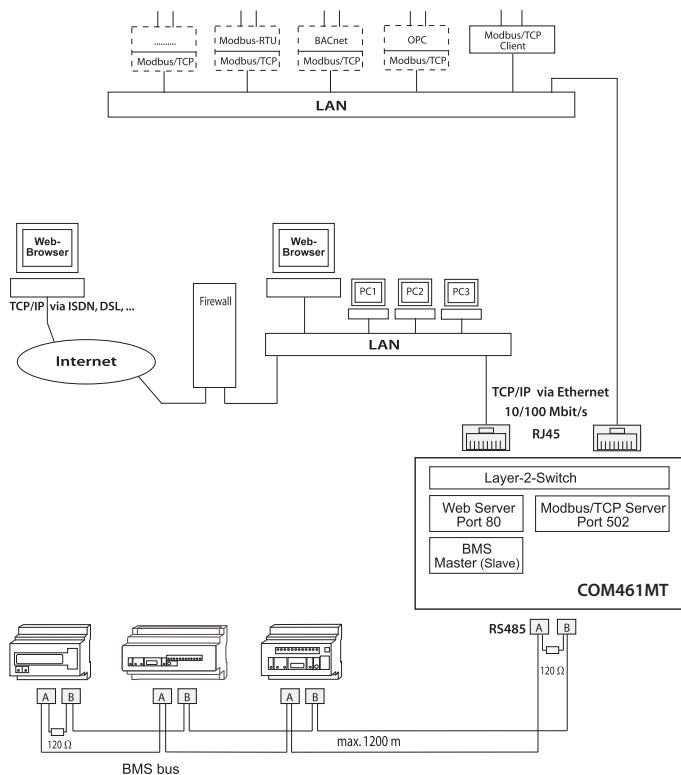 ..........
Modbus/TCP
Modbus-RTU
Modbus/TCP
BACnet
Modbus/TCP
OPC
Modbus/TCP
Modbus/TCP
Client
LAN
Web-
Browser
TCP/IP via ISDN, DSL, ...
Internet
Firewall
Web-
Browser
PC1
PC2
PC3
LAN
TCP/IP via Ethernet
10/100 Mbit/s
RJ45
Layer-2-Switch
Web Server
Port 80
Modbus/TCP Server
Port 502
BMS
Master (Slave)
COM461MT
RS485
A
B
120 Ω
A
B
A
B
A
B
120 Ω
max. 1200 m
BMS bus